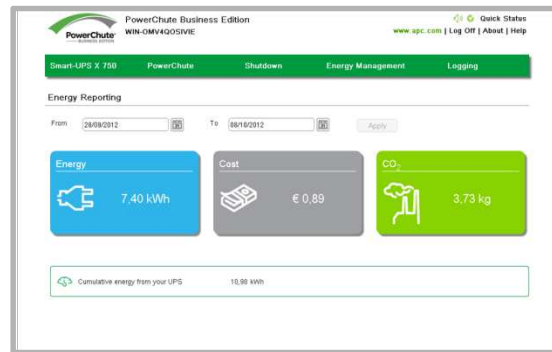 PowerChute Business Edition
WIN-OMV4QOSIVIE
Quick Status
www.apc.com | Log Off | About | Help
PowerChute
BUSINESS EDITION
Smart-UPS X 750 PowerChute Shutdown Energy Management Logging
Energy Reporting
From 28/08/2012 To 08/10/2012 Apply
Energy Cost CO₂
7,40 kWh € 0,89 3,73 kg
Cumulative energy from your UPS 10,98 kWh